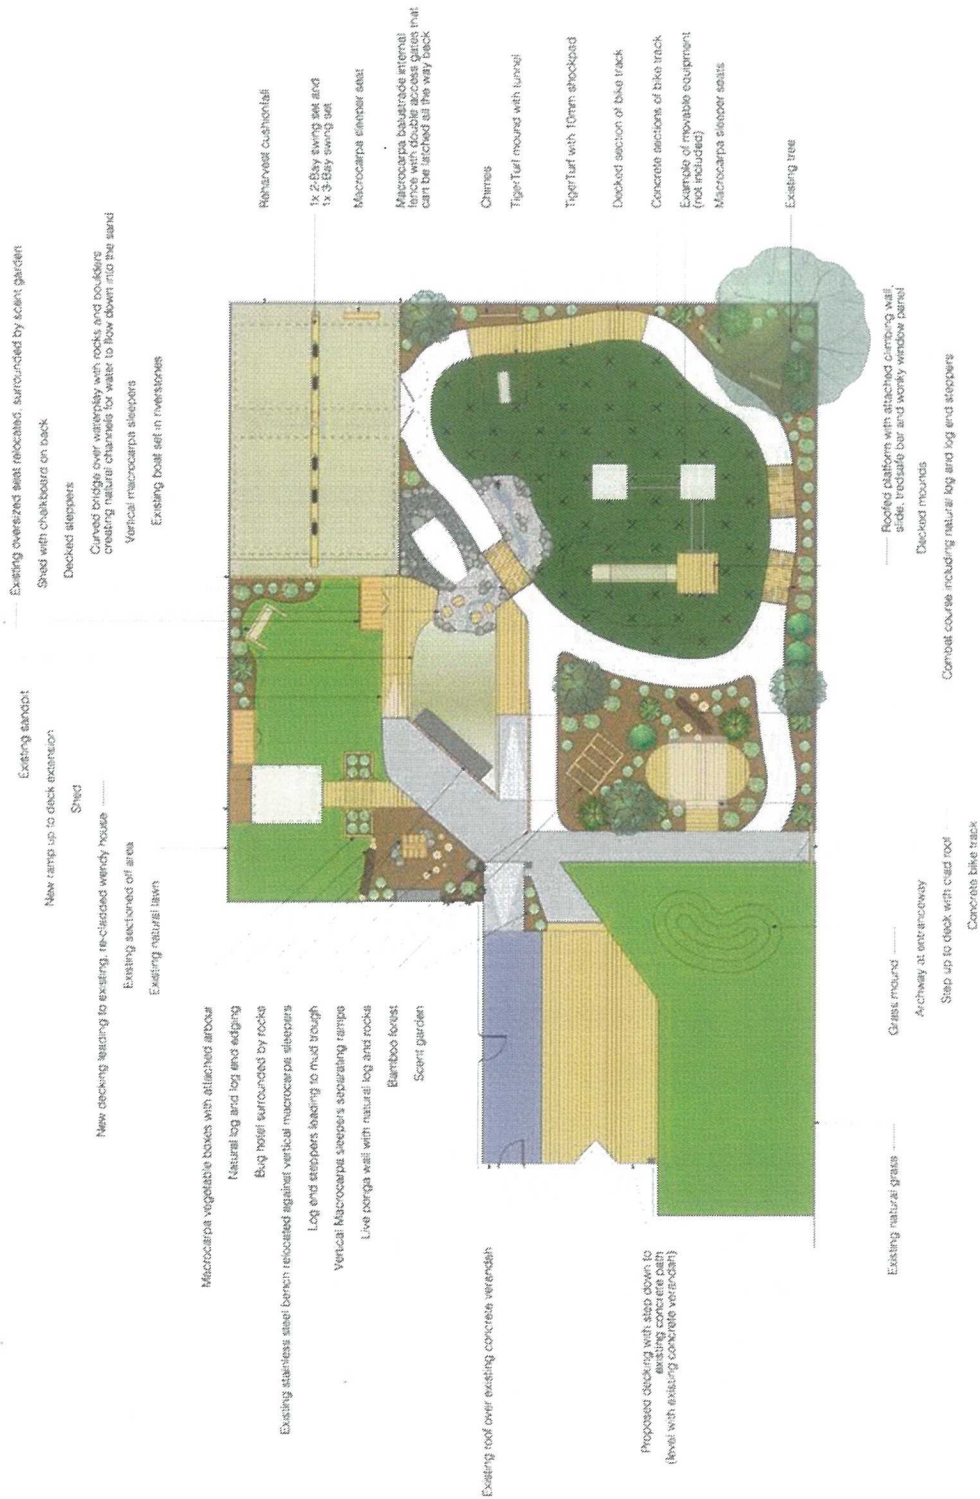 Existing sandpit
New ramp up to deck extension
Shed
New decking leading to existing, re-cladded wendy house
Existing sectioned off area
Existing natural lawn
Existing oversized seat relocated, surrounded by scent garden
Shed with chalkboard on back
Decked steppers
Curved bridge over waterplay with rocks and boulders
creating natural channels for water to flow down into the sand
Vertical macrocarpa sleepers
Existing boat set in riverstones
Reharvest cushionfall
1x 2-Bay swing set and
1x 3-Bay swing set
Macrocarpa sleeper seat
Macrocarpa balustrade internal
fence with double access gates that
can be latched all the way back
Chimes
TigerTurf mound with tunnel
TigerTurf with 10mm shockpad
Decked section of bike track
Concrete sections of bike track
Example of movable equipment
(not included)
Macrocarpa sleeper seats
Existing tree
Macrocarpa vegetable boxes with attached arbour
Natural log and log end edging
Bug hotel surrounded by rocks
Existing stainless steel bench relocated against vertical macrocarpa sleepers
Log end steppers leading to mud trough
Vertical Macrocarpa sleepers separating ramps
Live ponga wall with natural log and rocks
Bamboo forest
Scent garden
Existing roof over existing concrete verandah
Proposed decking with step down to
existing concrete path
(level with existing concrete verandah)
Existing natural grass
Grass mound
Archway at entranceway
Step up to deck with clad roof
Concrete bike track
Roofed platform with attached climbing wall,
slide, tredsafe bar and wonky window panel
Decked mounds
Combat course including natural log and log end steppers